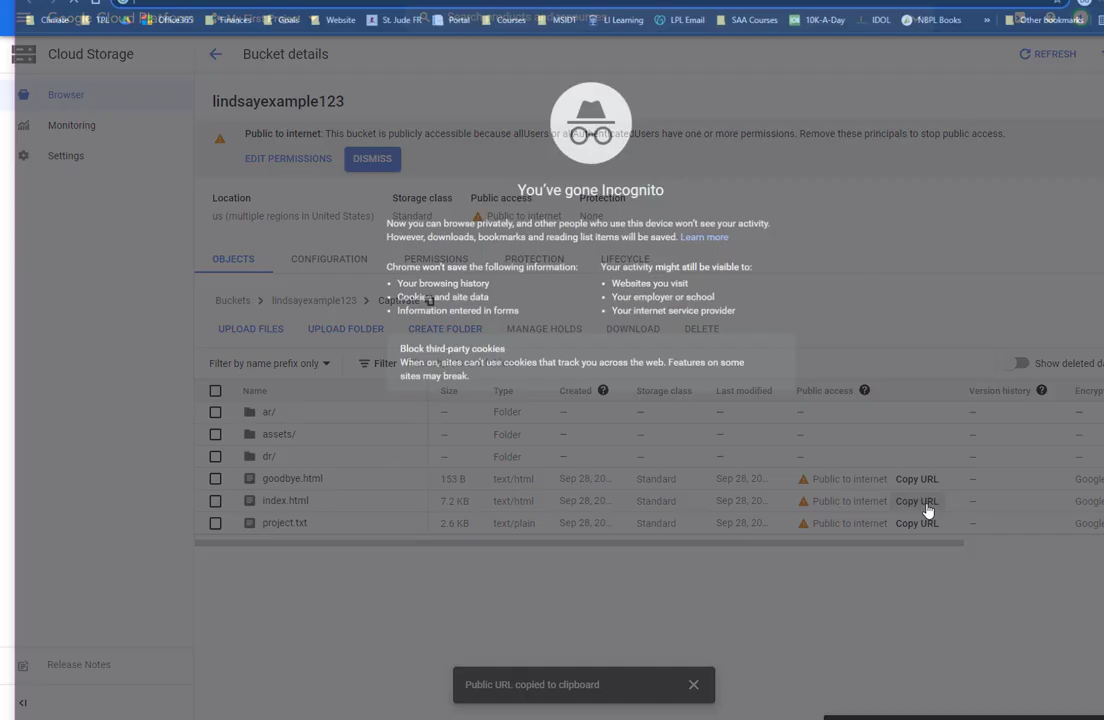 Climate
TPL
Office365
Finances
Goals
Website
St. Jude FR
Portal
Courses
MSIDT
LI Learning
LPL Email
SAA Courses
10K-A-Day
IDOL
NBPL Books
»
Other bookmarks
Cloud Storage
Bucket details
REFRESH
Browser
Monitoring
Settings
lindsayexample123
Public to internet: This bucket is publicly accessible because allUsers or allAuthenticatedUsers have one or more permissions. Remove these principals to stop public access.
EDIT PERMISSIONS
DISMISS
You've gone Incognito
Location
Storage class
Public access
Protection
us (multiple regions in United States)
Standard
Public to internet
None
Now you can browse privately, and other people who use this device won't see your activity.
However, downloads, bookmarks and reading list items will be saved. Learn more
OBJECTS
CONFIGURATION
PERMISSIONS
PROTECTION
LIFECYCLE
Chrome won't save the following information:
• Your browsing history
• Cookies and site data
• Information entered in forms
Your activity might still be visible to:
• Websites you visit
• Your employer or school
• Your internet service provider
Buckets > lindsayexample123 > Captivate
UPLOAD FILES
UPLOAD FOLDER
CREATE FOLDER
MANAGE HOLDS
DOWNLOAD
DELETE
Block third-party cookies
When on, sites can't use cookies that track you across the web. Features on some
sites may break.
Filter by name prefix only
Filter
Show deleted da
Name Size Type Created Storage class Last modified Public access Version history Encryp
ar/ — Folder — — — — —
assets/ — Folder — — — — —
dr/ — Folder — — — — —
goodbye.html 153 B text/html Sep 28, 20... Standard Sep 28, 20... Public to internet Copy URL — Google
index.html 7.2 KB text/html Sep 28, 20... Standard Sep 28, 20... Public to internet Copy URL — Google
project.txt 2.6 KB text/plain Sep 28, 20... Standard Sep 28, 20... Public to internet Copy URL — Google
Release Notes
Public URL copied to clipboard